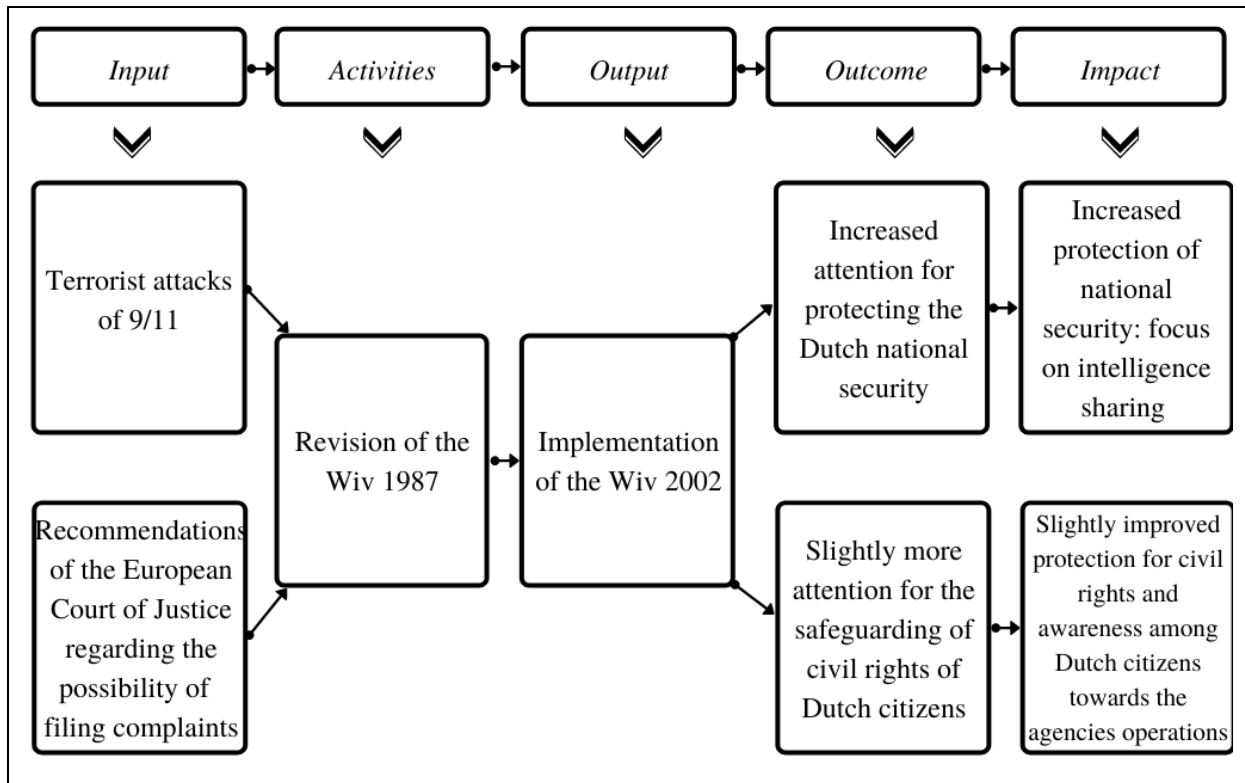 Input
Activities
Output
Outcome
Impact
Terrorist attacks
of 9/11
Recommendations
of the European
Court of Justice
regarding the
possibility of
filing complaints
Revision of the
Wiv 1987
Implementation
of the Wiv 2002
Increased
attention for
protecting the
Dutch national
security
Slightly more
attention for the
safeguarding of
civil rights of
Dutch citizens
Increased
protection of
national
security: focus
on intelligence
sharing
Slightly improved
protection for civil
rights and
awareness among
Dutch citizens
towards the
agencies operations